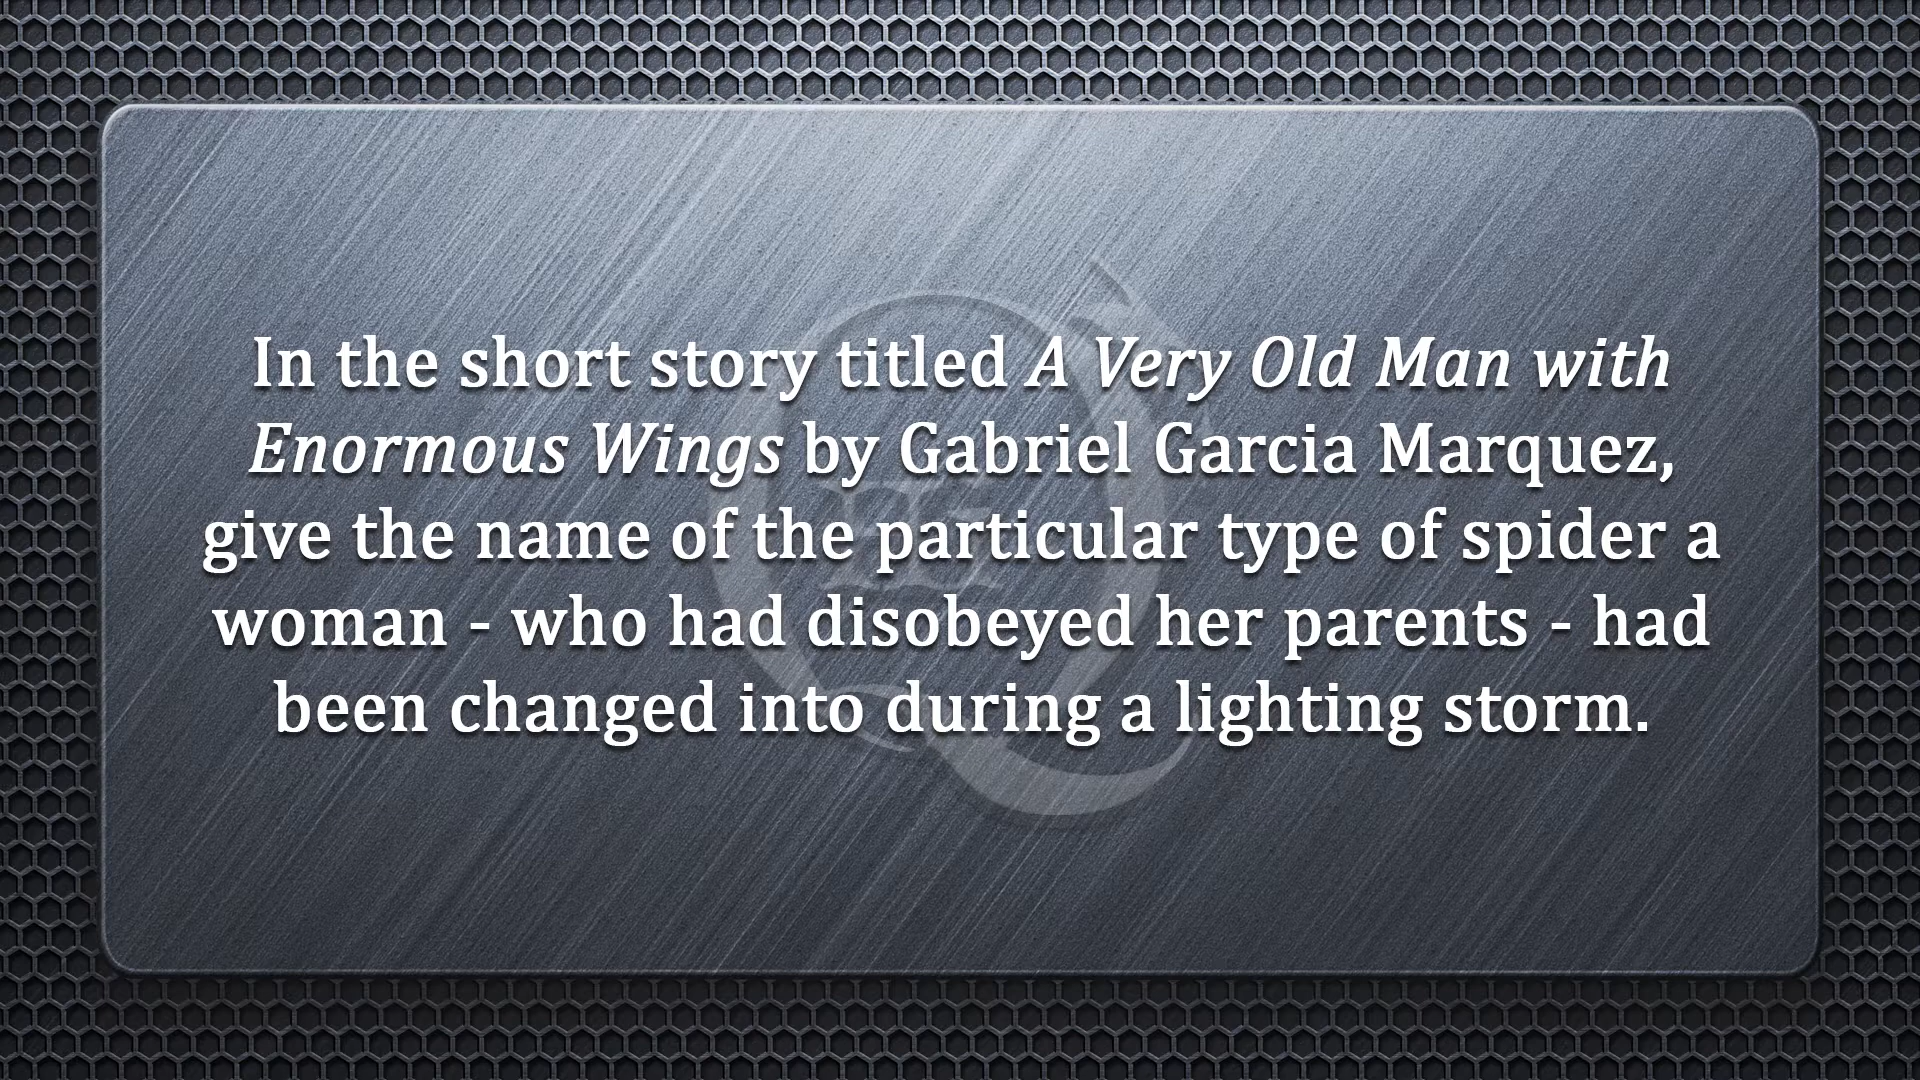 In the short story titled A Very Old Man with
Enormous Wings by Gabriel Garcia Marquez,
give the name of the particular type of spider a
woman - who had disobeyed her parents - had
been changed into during a lighting storm.